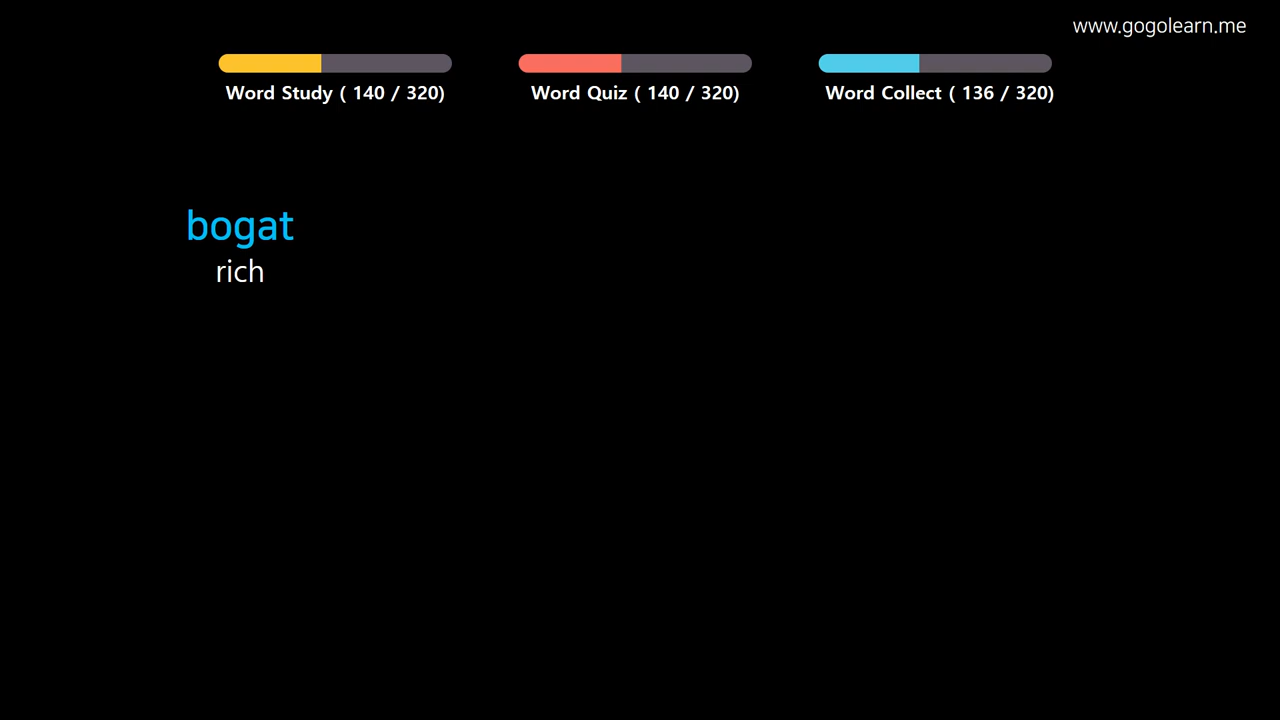 www.gogolearn.me
Word Study ( 140 / 320)
Word Quiz ( 140 / 320)
Word Collect ( 136 / 320)
bogat
rich